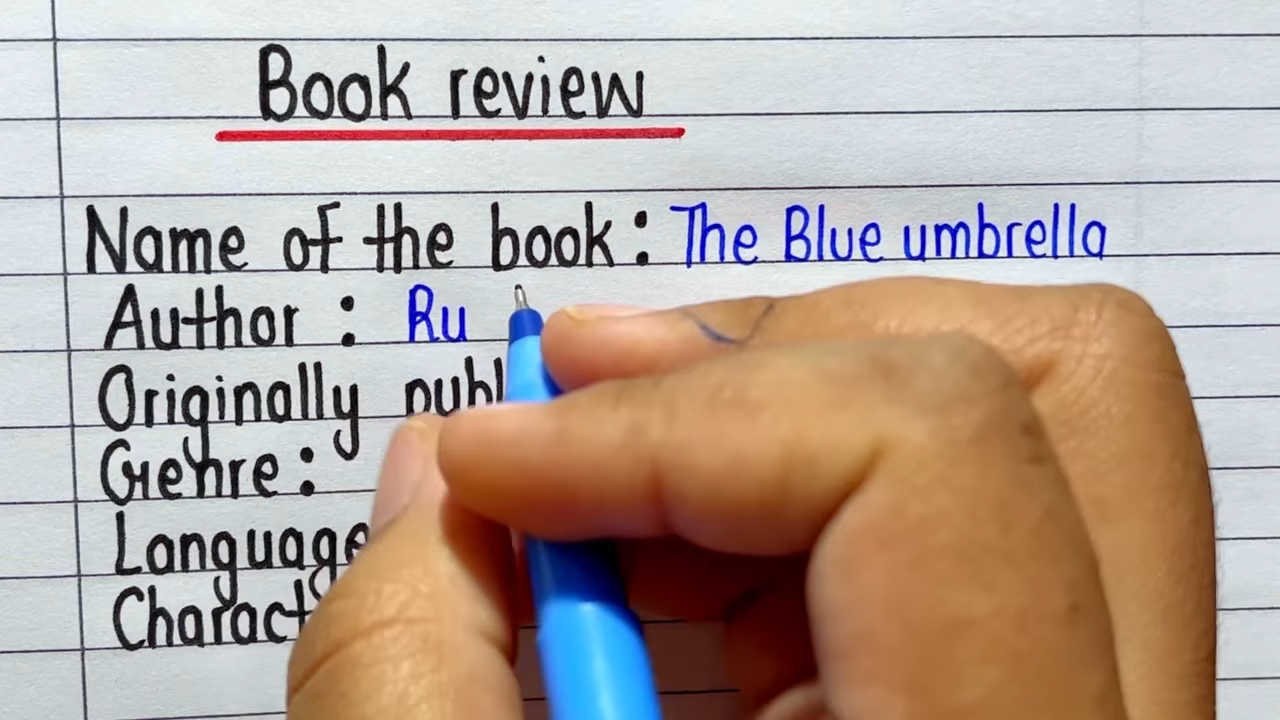 Book review
Name of the book : The Blue umbrella
Author : Ru
Originally publ
Genre :
Language
Charact